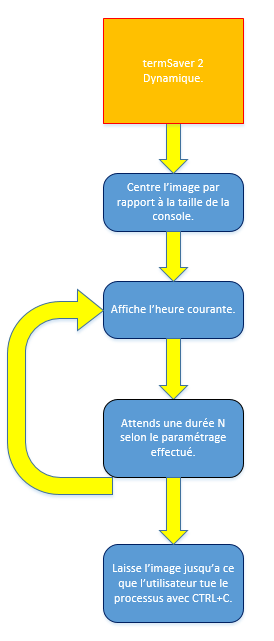 termSaver 2
Dynamique.
Centre l'image par
rapport à la taille de la
console.
Affiche l'heure courante.
Attends une durée N
selon le paramétrage
effectué.
Laisse l'image jusqu'a ce
que l'utilisateur tue le
processus avec CTRL+C.